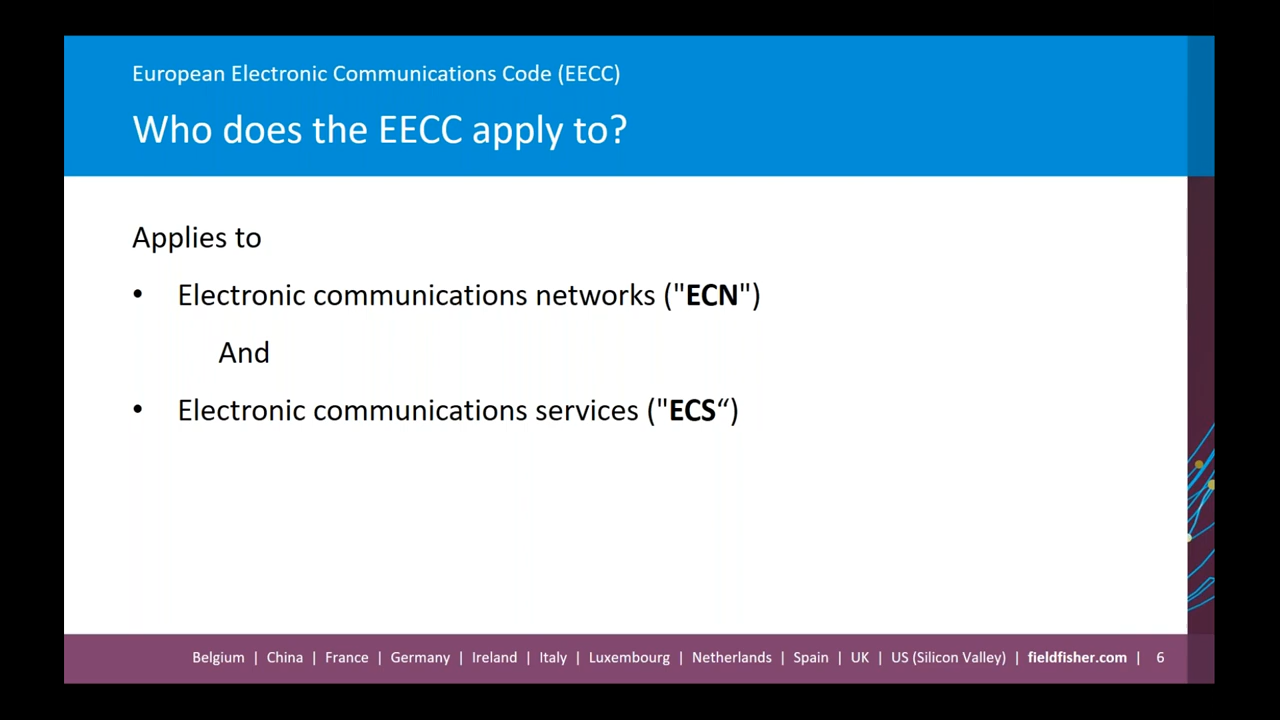 European Electronic Communications Code (EECC)
Who does the EECC apply to?
Applies to
• Electronic communications networks ("ECN")
And
• Electronic communications services ("ECS“)
Belgium | China | France | Germany | Ireland | Italy | Luxembourg | Netherlands | Spain | UK | US (Silicon Valley) | fieldfisher.com | 6